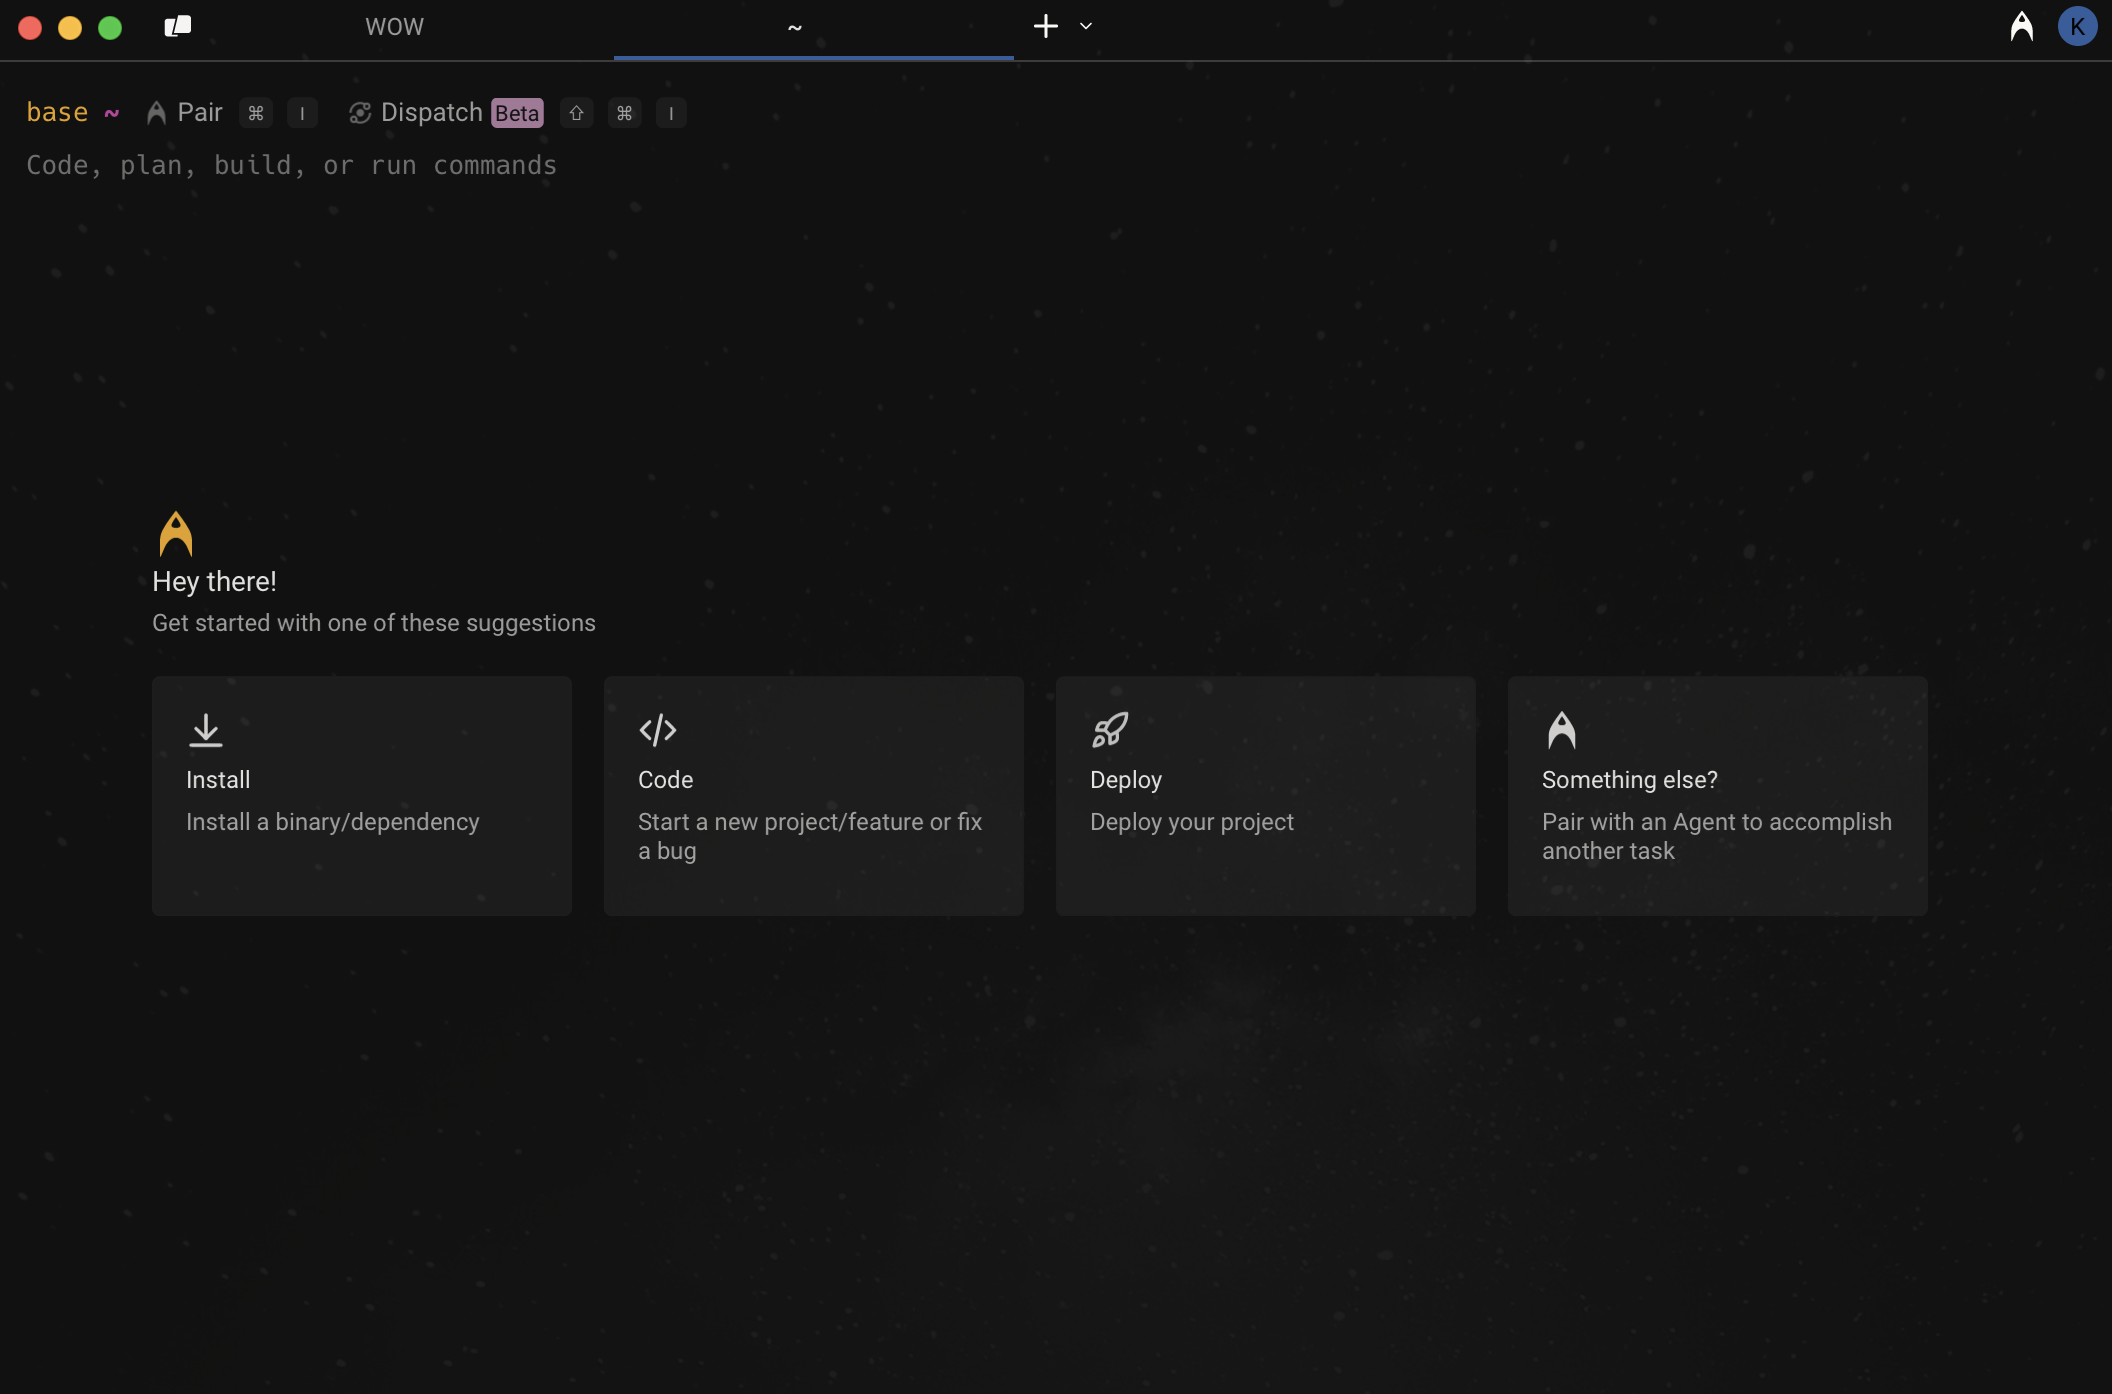 WOW
~
K
base ~ Pair ⌘ I Dispatch Beta ⇧ ⌘ I
Code, plan, build, or run commands
Hey there!
Get started with one of these suggestions
Install
Install a binary/dependency
Code
Start a new project/feature or fix
a bug
Deploy
Deploy your project
Something else?
Pair with an Agent to accomplish
another task